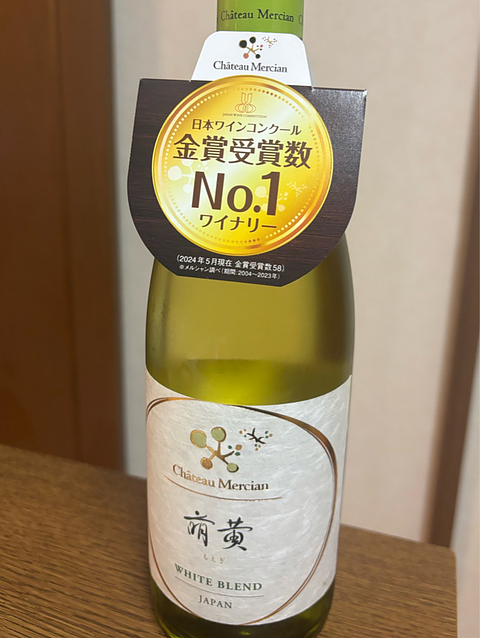 Château Mercian
Château Mercian
JAPAN WINE COMPETITION
日本ワインコンクール
金賞受賞数
No.1
ワイナリー
(2024年5月現在 金賞受賞数58)
※メルシャン調べ(期間:2004〜2023年)
Château Mercian
萌黄
もえぎ
WHITE BLEND
JAPAN